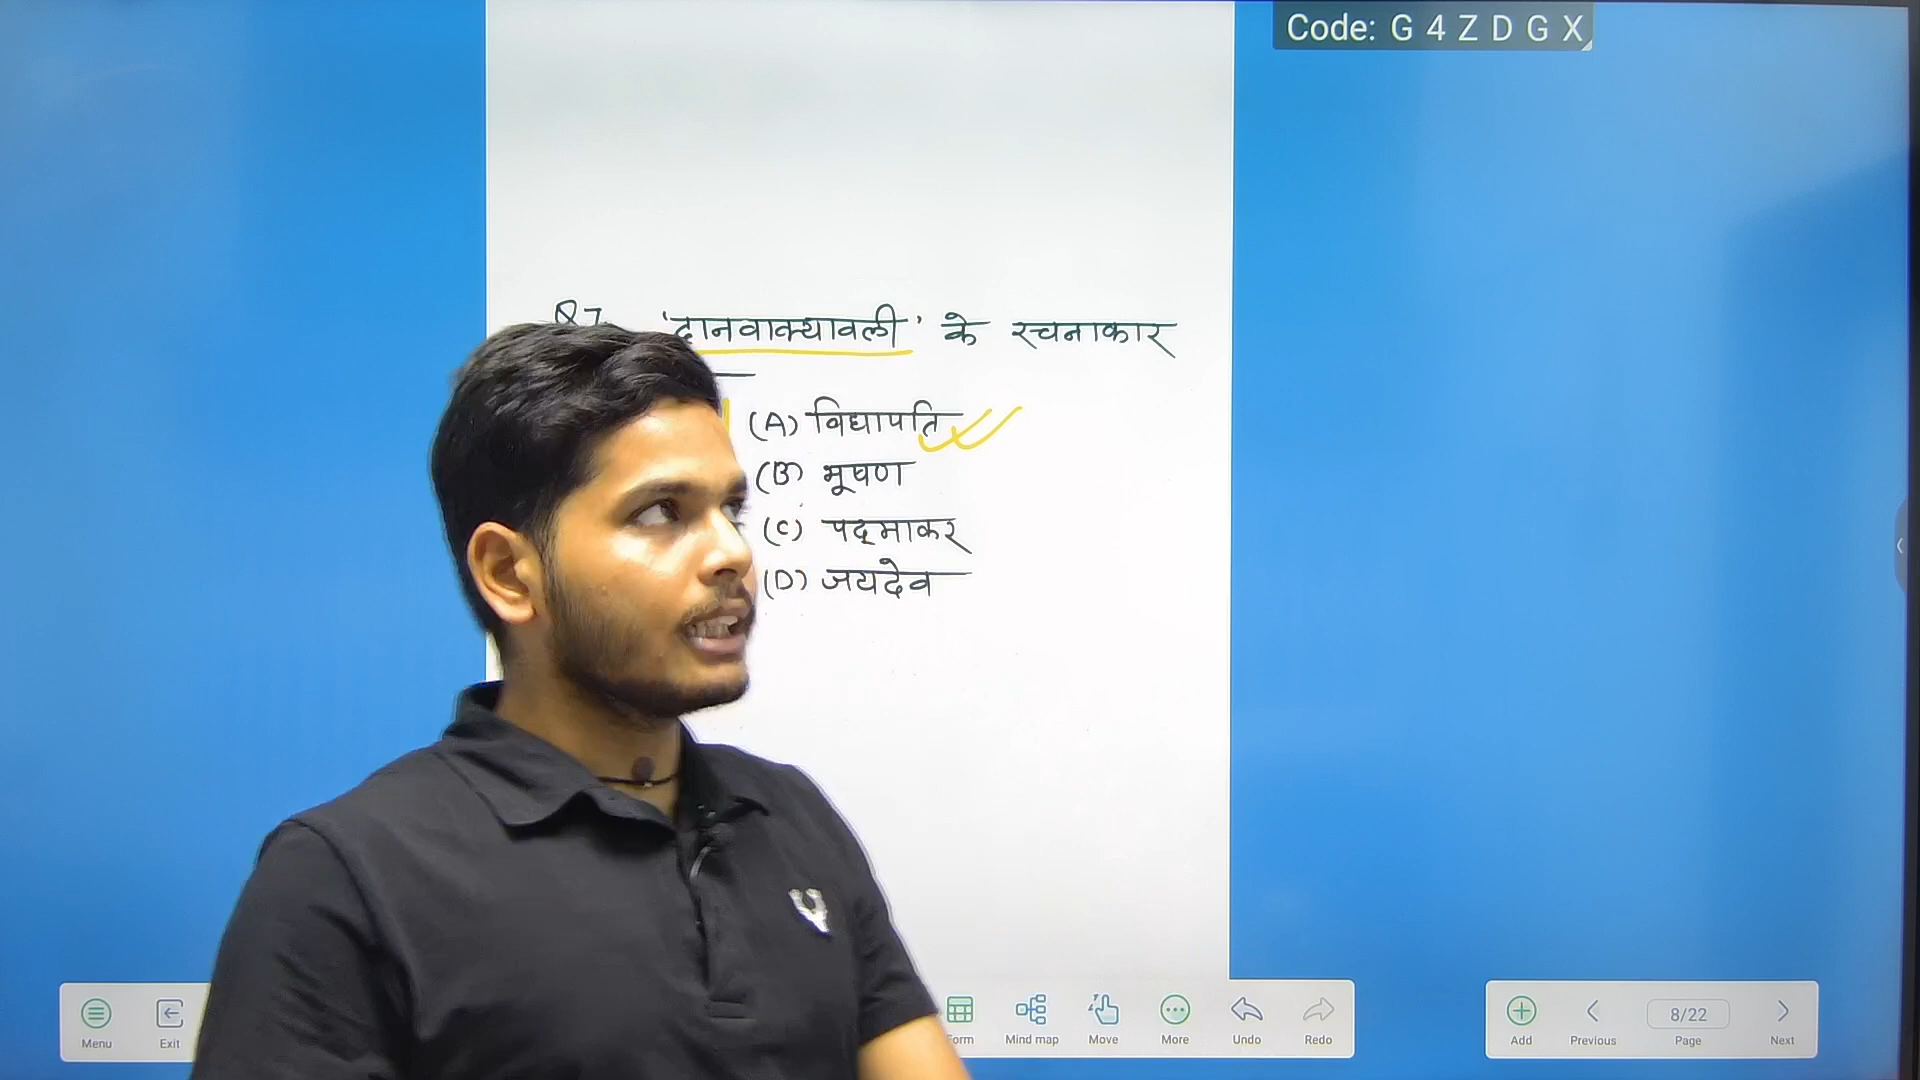 Code: G 4 Z D G X
Q7 'दानवाक्यावली' के रचनाकार
(A) विद्यापति
(B) भूषण
(C) पद्माकर
(D) जयदेव
Menu Exit Form Mind map Move More Undo Redo Add Previous 8/22 Page Next